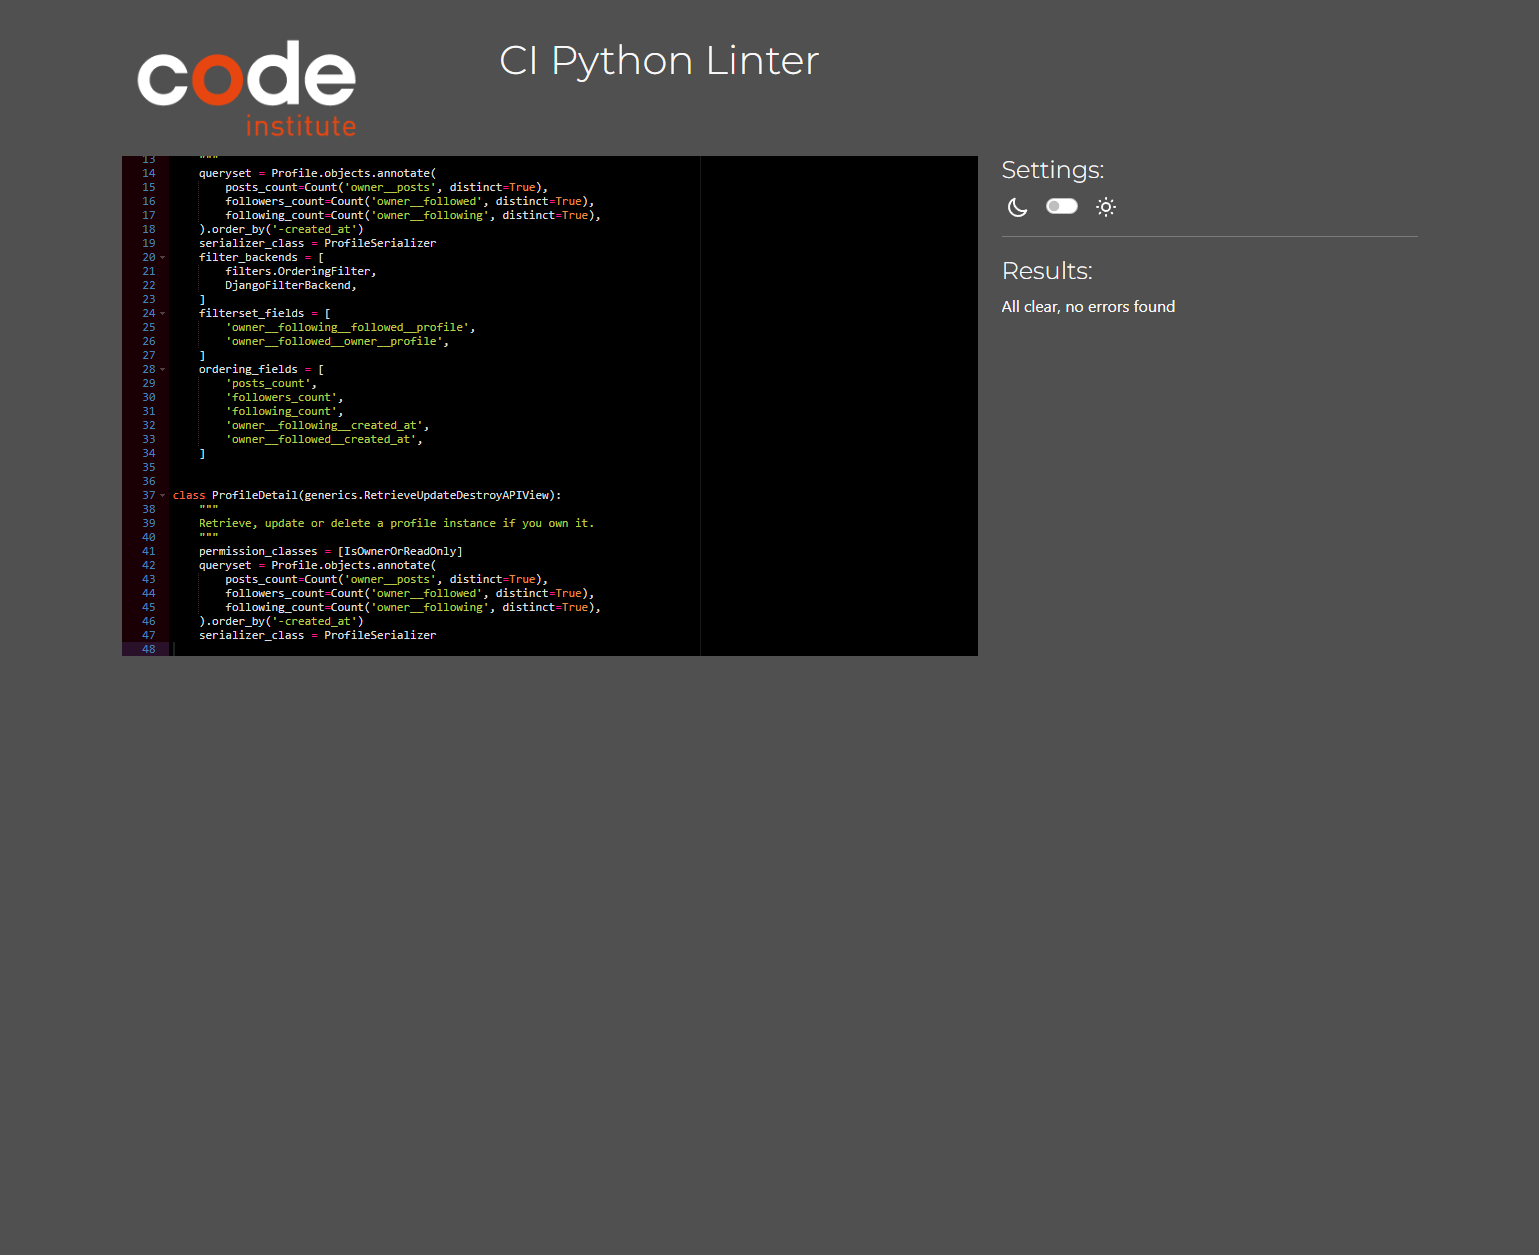 code
institute
CI Python Linter
13 """
14 queryset = Profile.objects.annotate(
15 posts_count=Count('owner__posts', distinct=True),
16 followers_count=Count('owner__followed', distinct=True),
17 following_count=Count('owner__following', distinct=True),
18 ).order_by('-created_at')
19 serializer_class = ProfileSerializer
20 filter_backends = [
21 filters.OrderingFilter,
22 DjangoFilterBackend,
23 ]
24 filterset_fields = [
25 'owner__following__followed__profile',
26 'owner__followed__owner__profile',
27 ]
28 ordering_fields = [
29 'posts_count',
30 'followers_count',
31 'following_count',
32 'owner__following__created_at',
33 'owner__followed__created_at',
34 ]
35
36
37 class ProfileDetail(generics.RetrieveUpdateDestroyAPIView):
38 """
39 Retrieve, update or delete a profile instance if you own it.
40 """
41 permission_classes = [IsOwnerOrReadOnly]
42 queryset = Profile.objects.annotate(
43 posts_count=Count('owner__posts', distinct=True),
44 followers_count=Count('owner__followed', distinct=True),
45 following_count=Count('owner__following', distinct=True),
46 ).order_by('-created_at')
47 serializer_class = ProfileSerializer
48
Settings:
Results:
All clear, no errors found